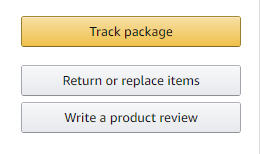 Track package
Return or replace items
Write a product review